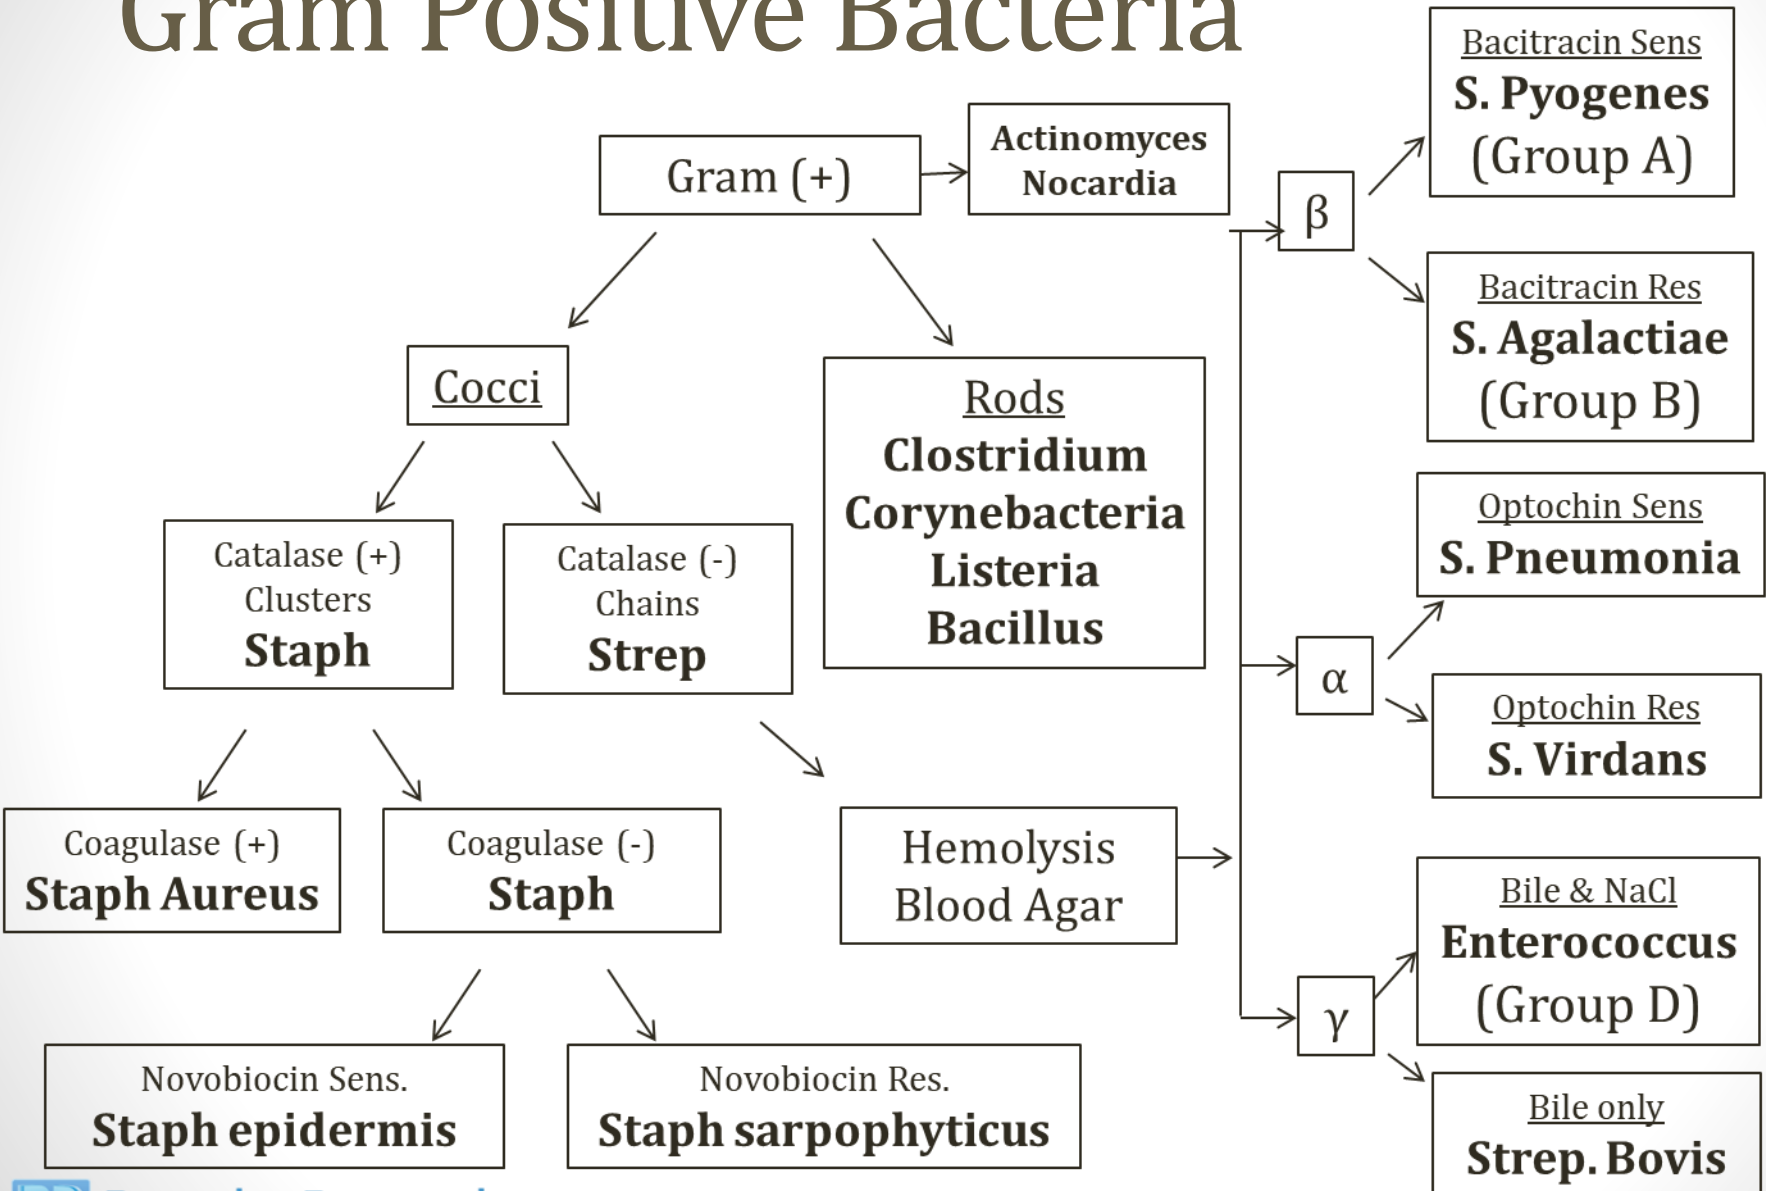 Gram Positive Bacteria
Gram (+)
Actinomyces
Nocardia
Cocci
Rods
Clostridium
Corynebacteria
Listeria
Bacillus
Catalase (+)
Clusters
Staph
Catalase (-)
Chains
Strep
Coagulase (+)
Staph Aureus
Coagulase (-)
Staph
Novobiocin Sens.
Staph epidermis
Novobiocin Res.
Staph sarpophyticus
Hemolysis
Blood Agar
β
Bacitracin Sens
S. Pyogenes
(Group A)
Bacitracin Res
S. Agalactiae
(Group B)
α
Optochin Sens
S. Pneumonia
Optochin Res
S. Virdans
γ
Bile & NaCl
Enterococcus
(Group D)
Bile only
Strep. Bovis